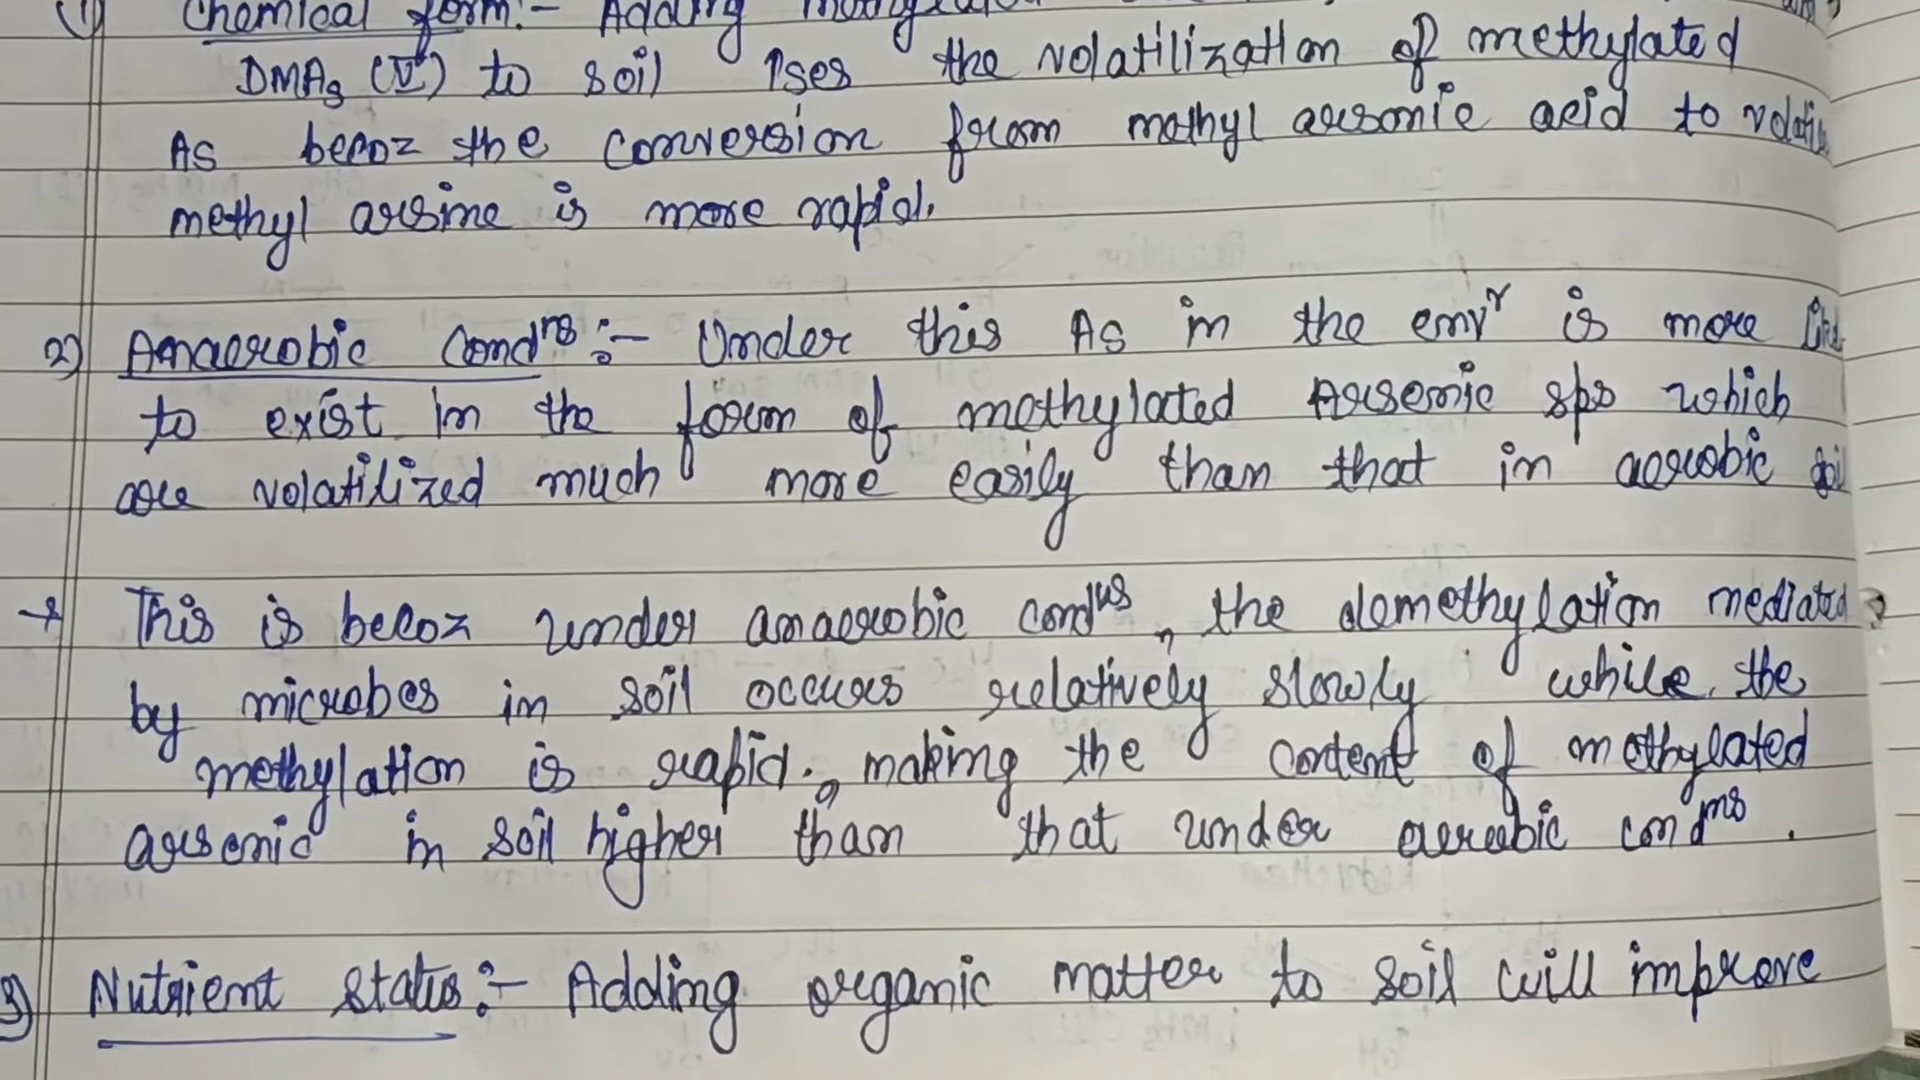 (1) Chemical form:- Adding methylated
DMAs (V) to soil ↑ses the volatilization of methylated
As becoz the conversion from methyl arsonic acid to volatile
methyl arsine is more rapid.
2) Anaerobic Condns:- Under this As in the envr is more
to exist in the form of methylated Arsenic sps which
are volatilized much more easily than that in aerobic soil
→ This is becoz under anaerobic condns, the demethylation mediated
by microbes in soil occurs relatively slowly while the
methylation is rapid, making the content of methylated
arsenic in soil higher than that under aerobic condns.
3) Nutrient Status:- Adding organic matter to soil will improve